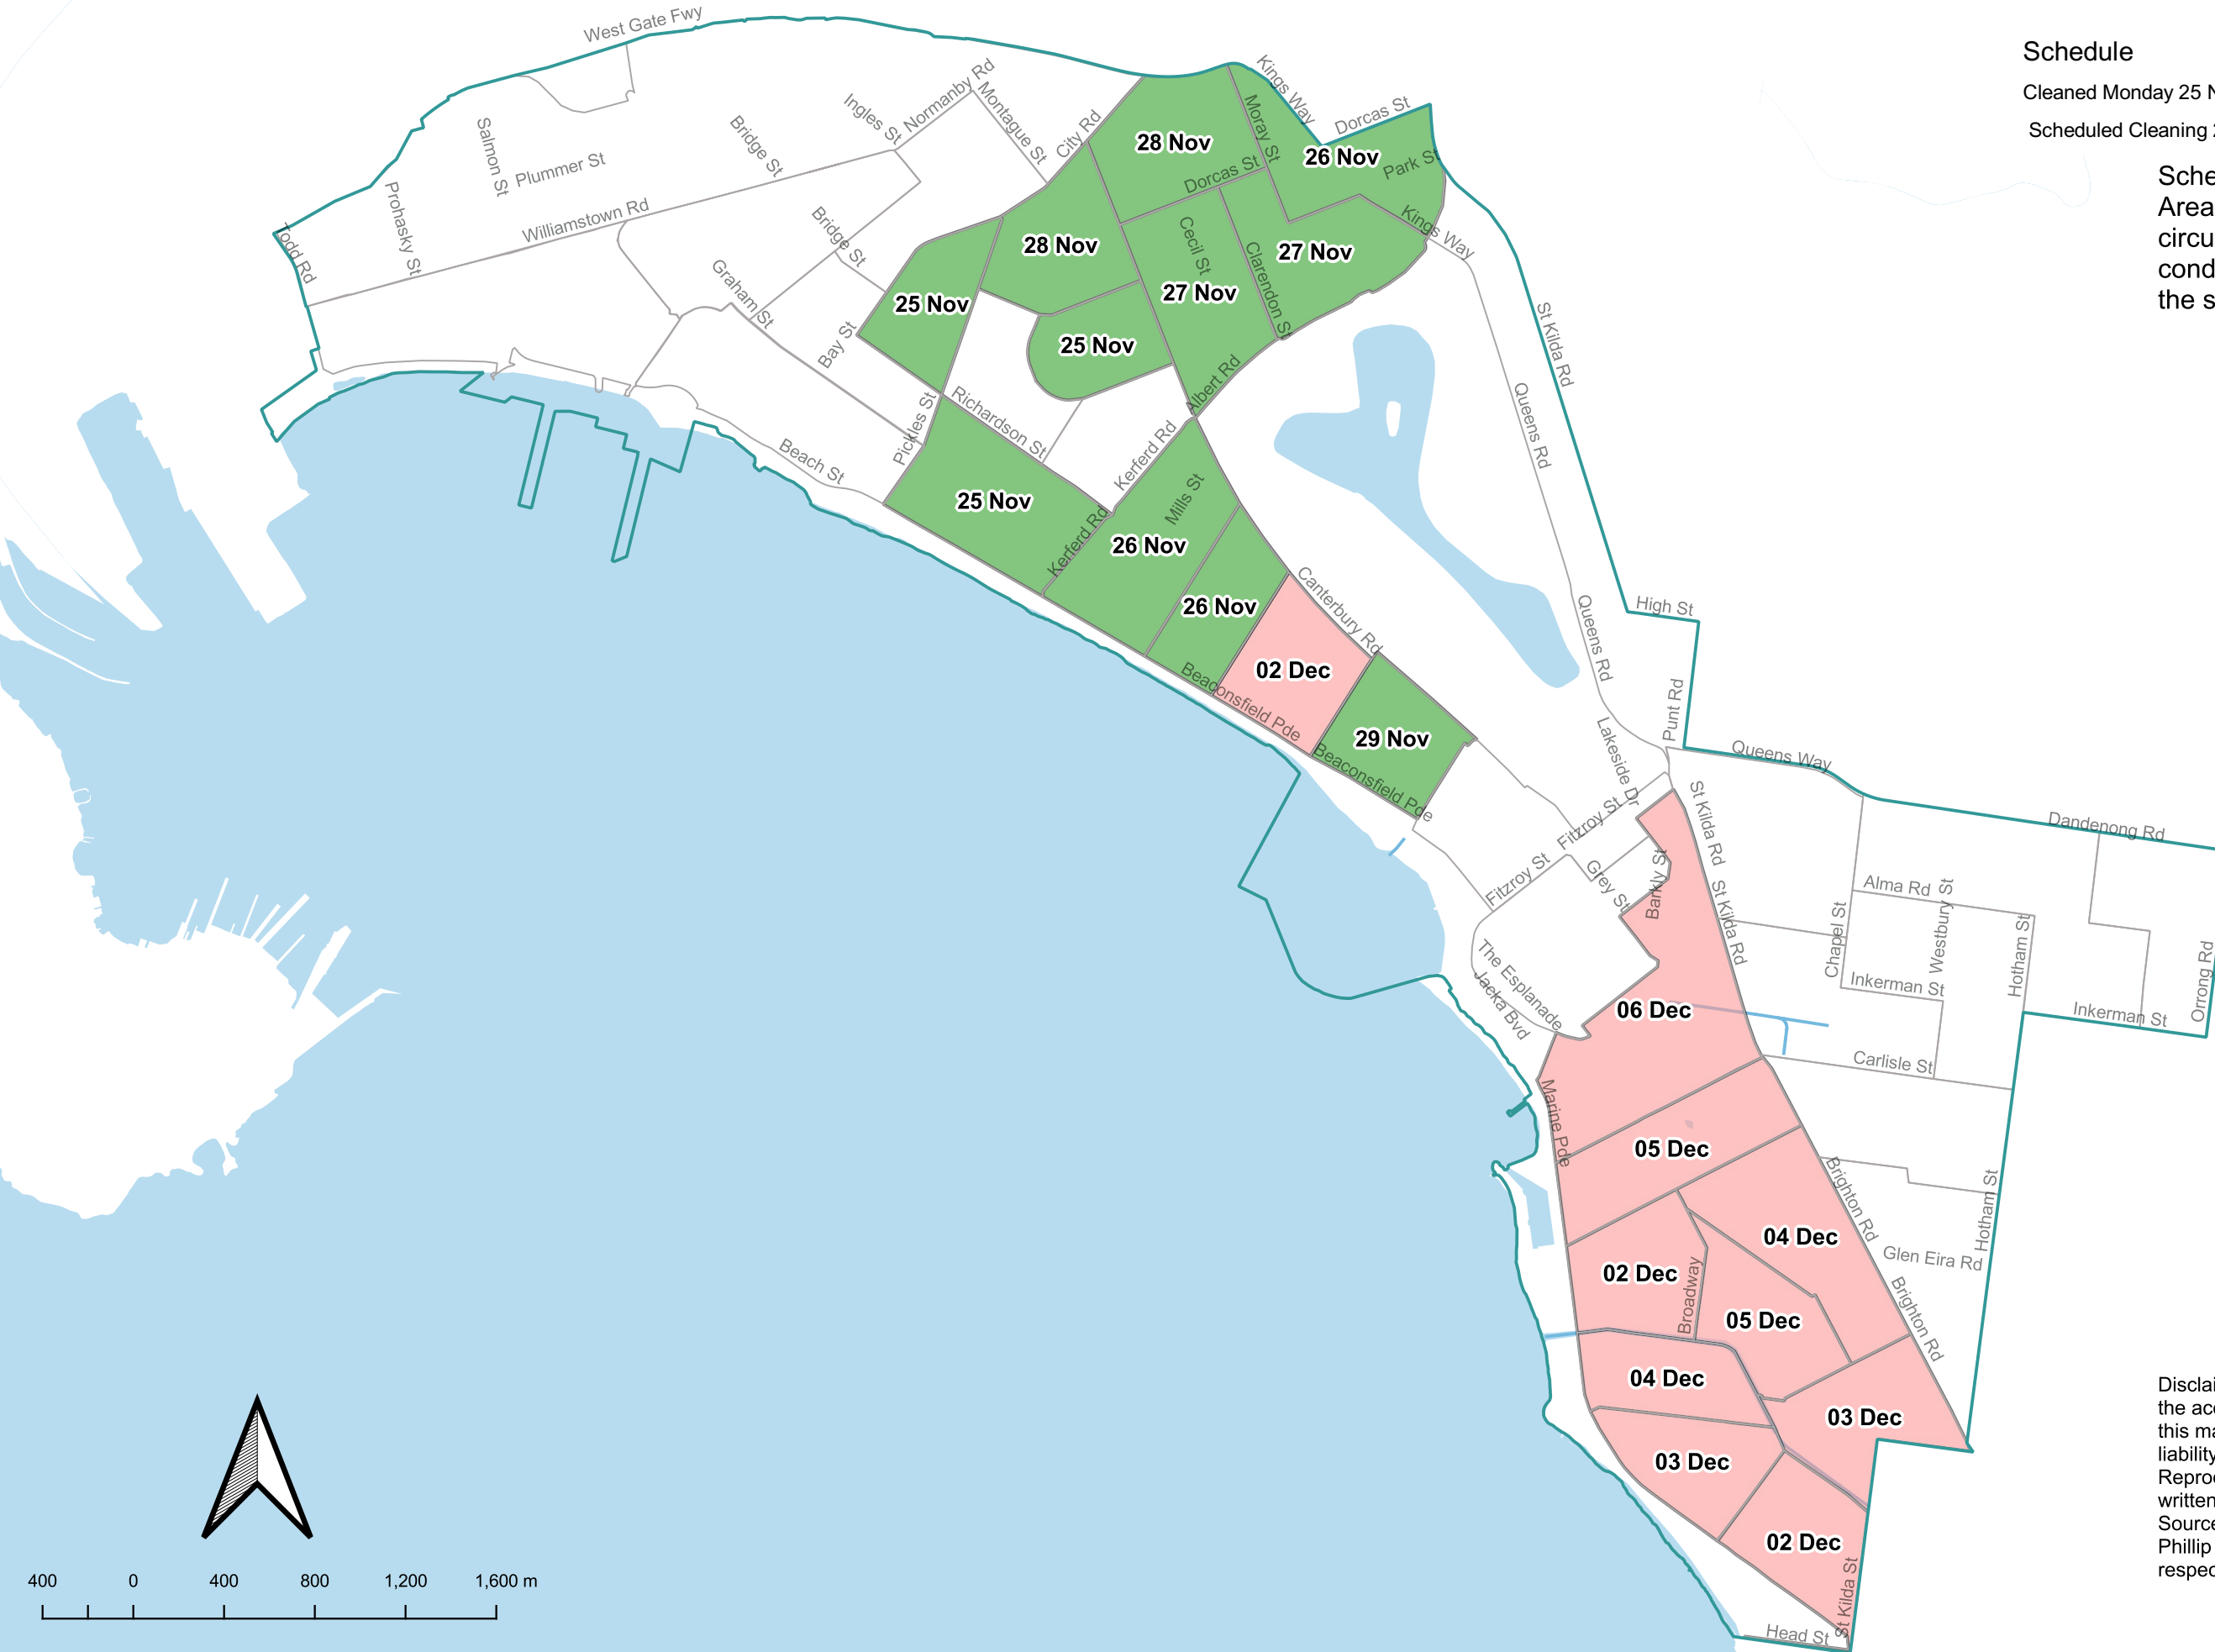 West Gate Fwy
Schedule
Cleaned Monday 25
Scheduled Cleaning
Sche
Area
circu
cond
the s
Kings Way
Dorcas St
Normanby Rd
Ingles St
Montague St
City Rd
28 Nov
Moray St
26 Nov
Park St
Salmon St
Plummer St
Bridge St
Dorcas St
Prohasky St
Williamstown Rd
Bridge St
28 Nov
Cecil St
Clarendon St
27 Nov
Kings Way
Todd Rd
Graham St
25 Nov
27 Nov
25 Nov
Bay St
St Kilda Rd
Albert Rd
Queens Rd
Pickles St
Richardson St
Beach St
Kerferd Rd
Mills St
25 Nov
Kerferd Rd
26 Nov
26 Nov
Canterbury Rd
Queens Rd
High St
02 Dec
Beaconsfield Pde
29 Nov
Beaconsfield Pde
Punt Rd
Lakeside Dr
Queens Way
St Kilda Rd
Dandenong Rd
Fitzroy St
Fitzroy St
Grey St
Barkly St
St Kilda Rd
Alma Rd
Westbury St
Chapel St
Hotham St
Orrong Rd
The Esplanade
Jacka Bvd
Inkerman St
Inkerman St
06 Dec
Carlisle St
Marine Pde
05 Dec
Brighton Rd
Hotham St
04 Dec
Glen Eira Rd
02 Dec
Broadway
05 Dec
Brighton Rd
04 Dec
03 Dec
03 Dec
02 Dec
St Kilda St
Head St
Disclai
the acc
this ma
liability
Repro
written
Source
Phillip
respec
400 0 400 800 1,200 1,600 m